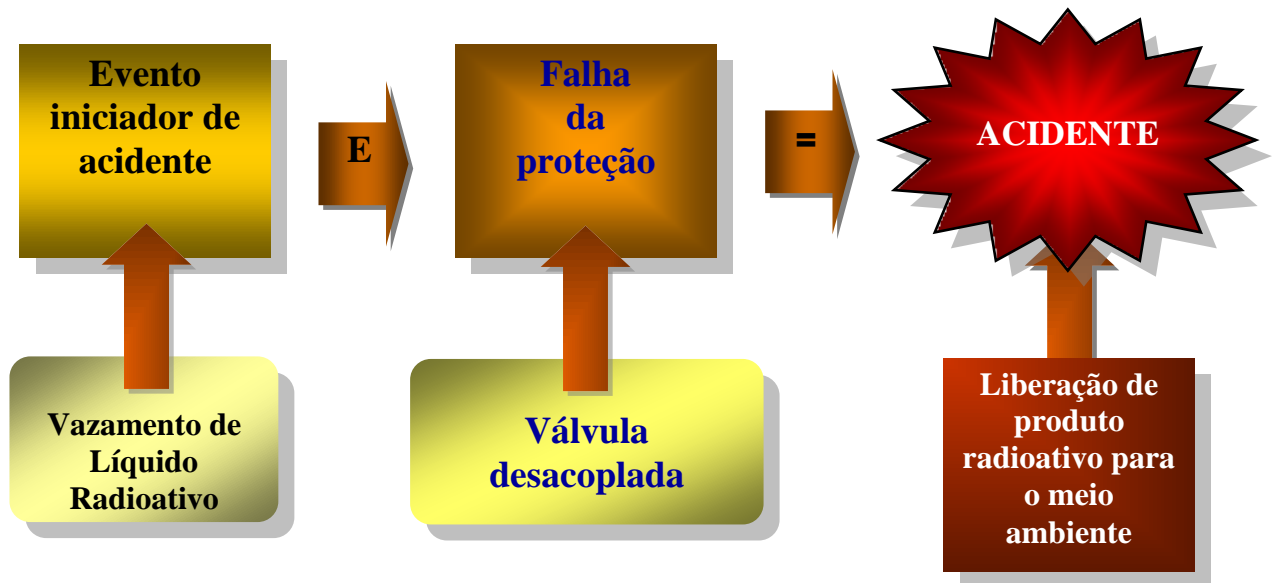 Evento
iniciador de
acidente
E
Falha
da
proteção
=
ACIDENTE
Vazamento de
Líquido
Radioativo
Válvula
desacoplada
Liberação de
produto
radioativo para
o meio
ambiente